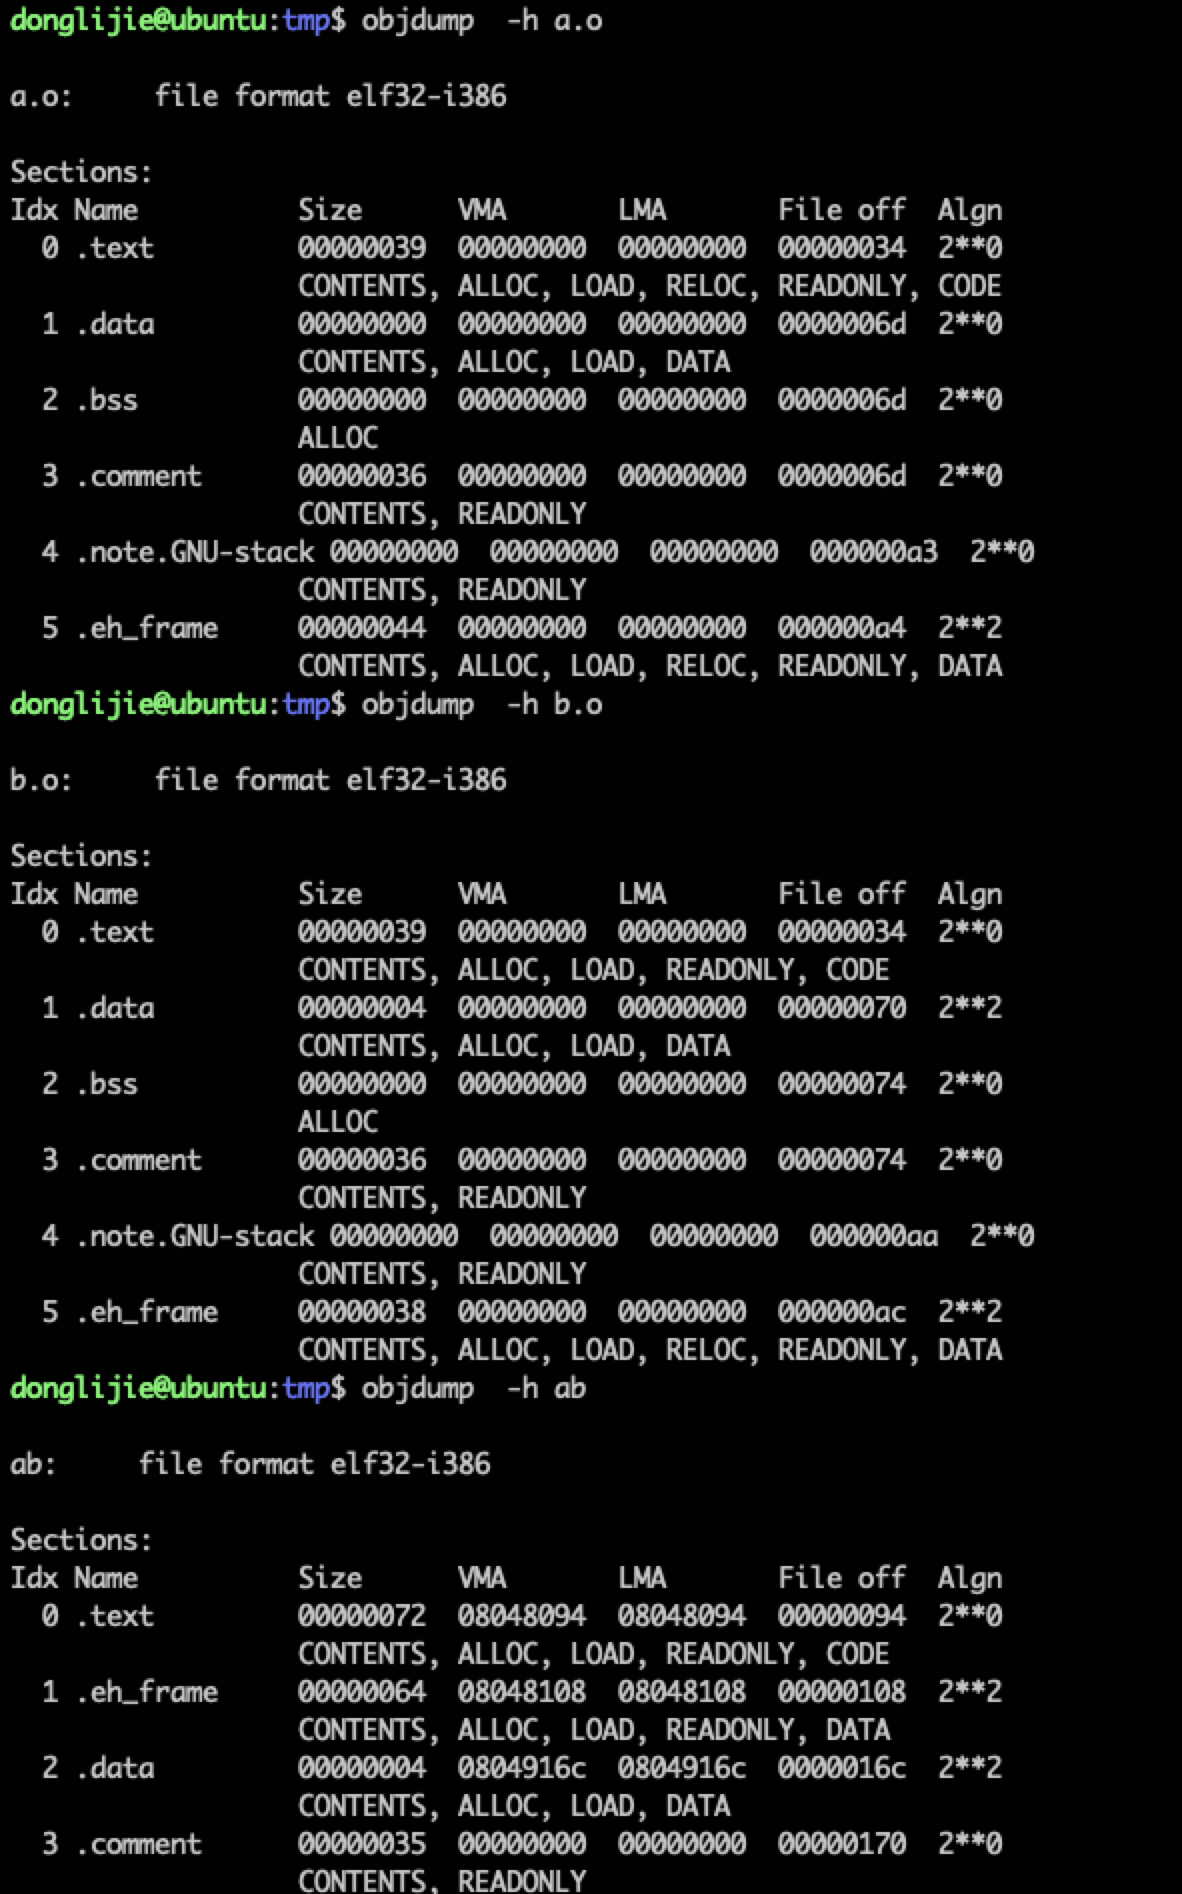 donglijie@ubuntu:tmp$ objdump  -h a.o
a.o:     file format elf32-i386
Sections:
Idx Name          Size      VMA       LMA       File off  Algn
  0 .text         00000039  00000000  00000000  00000034  2**0
                  CONTENTS, ALLOC, LOAD, RELOC, READONLY, CODE
  1 .data         00000000  00000000  00000000  0000006d  2**0
                  CONTENTS, ALLOC, LOAD, DATA
  2 .bss          00000000  00000000  00000000  0000006d  2**0
                  ALLOC
  3 .comment      00000036  00000000  00000000  0000006d  2**0
                  CONTENTS, READONLY
  4 .note.GNU-stack 00000000  00000000  00000000  000000a3  2**0
                  CONTENTS, READONLY
  5 .eh_frame     00000044  00000000  00000000  000000a4  2**2
                  CONTENTS, ALLOC, LOAD, RELOC, READONLY, DATA
donglijie@ubuntu:tmp$ objdump  -h b.o
b.o:     file format elf32-i386
Sections:
Idx Name          Size      VMA       LMA       File off  Algn
  0 .text         00000039  00000000  00000000  00000034  2**0
                  CONTENTS, ALLOC, LOAD, READONLY, CODE
  1 .data         00000004  00000000  00000000  00000070  2**2
                  CONTENTS, ALLOC, LOAD, DATA
  2 .bss          00000000  00000000  00000000  00000074  2**0
                  ALLOC
  3 .comment      00000036  00000000  00000000  00000074  2**0
                  CONTENTS, READONLY
  4 .note.GNU-stack 00000000  00000000  00000000  000000aa  2**0
                  CONTENTS, READONLY
  5 .eh_frame     00000038  00000000  00000000  000000ac  2**2
                  CONTENTS, ALLOC, LOAD, RELOC, READONLY, DATA
donglijie@ubuntu:tmp$ objdump  -h ab
ab:     file format elf32-i386
Sections:
Idx Name          Size      VMA       LMA       File off  Algn
  0 .text         00000072  08048094  08048094  00000094  2**0
                  CONTENTS, ALLOC, LOAD, READONLY, CODE
  1 .eh_frame     00000064  08048108  08048108  00000108  2**2
                  CONTENTS, ALLOC, LOAD, READONLY, DATA
  2 .data         00000004  0804916c  0804916c  0000016c  2**2
                  CONTENTS, ALLOC, LOAD, DATA
  3 .comment      00000035  00000000  00000000  00000170  2**0
                  CONTENTS, READONLY